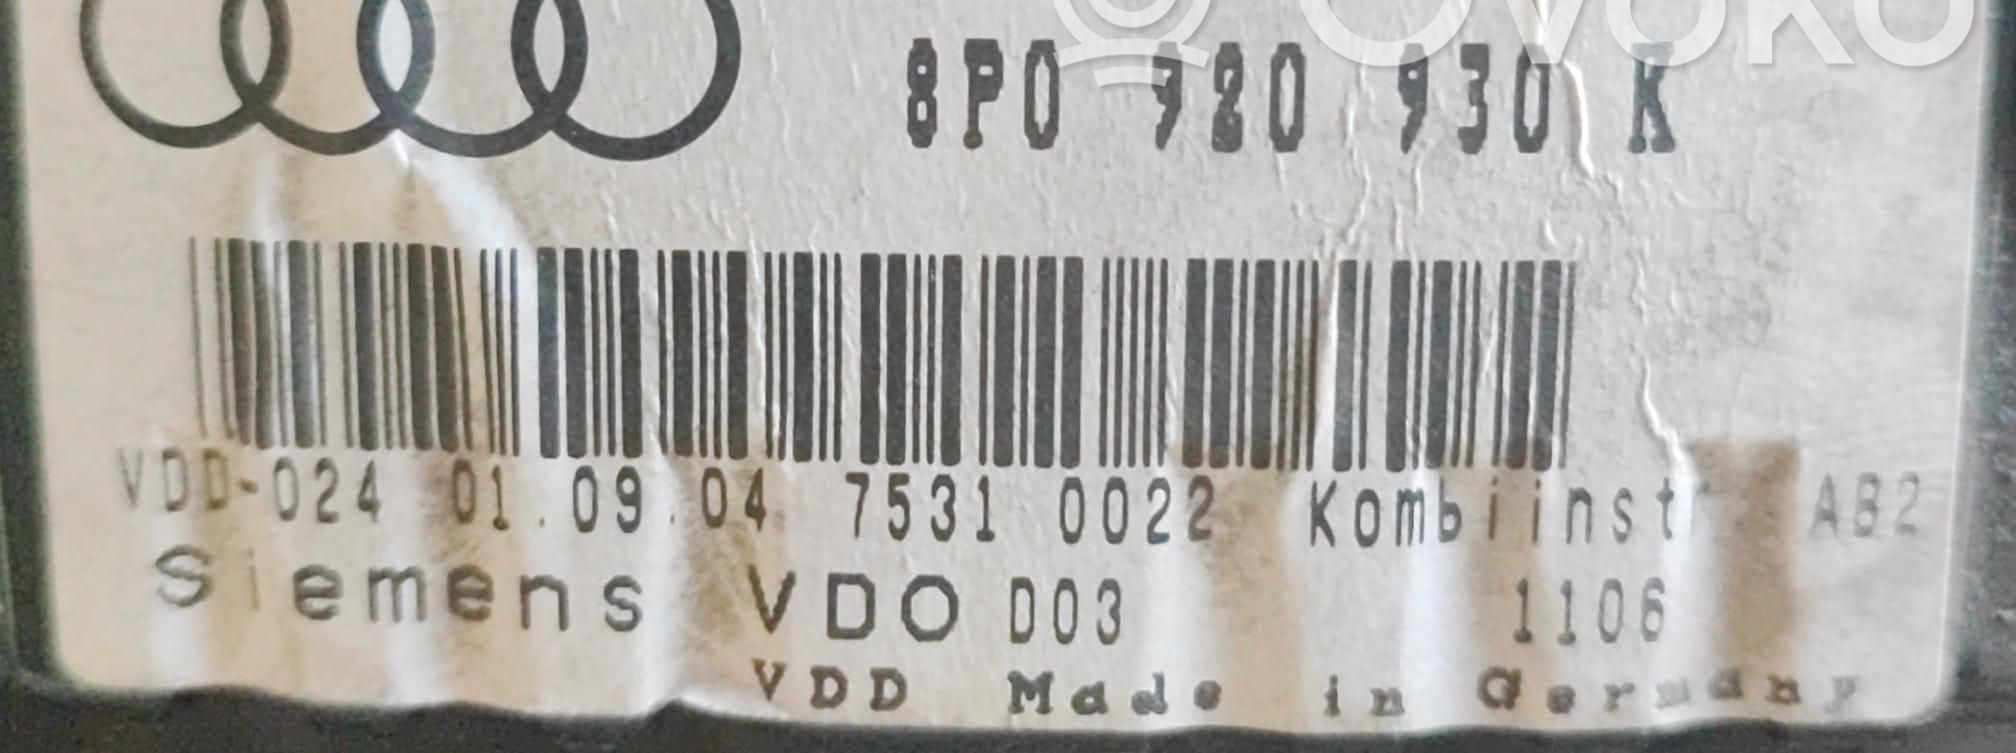 OVOKO
8P0 920 930 K
VDD-024 01.09.04 7531 0022 Kombiinst AB2
Siemens VDO D03 1106
VDD Made in Germany